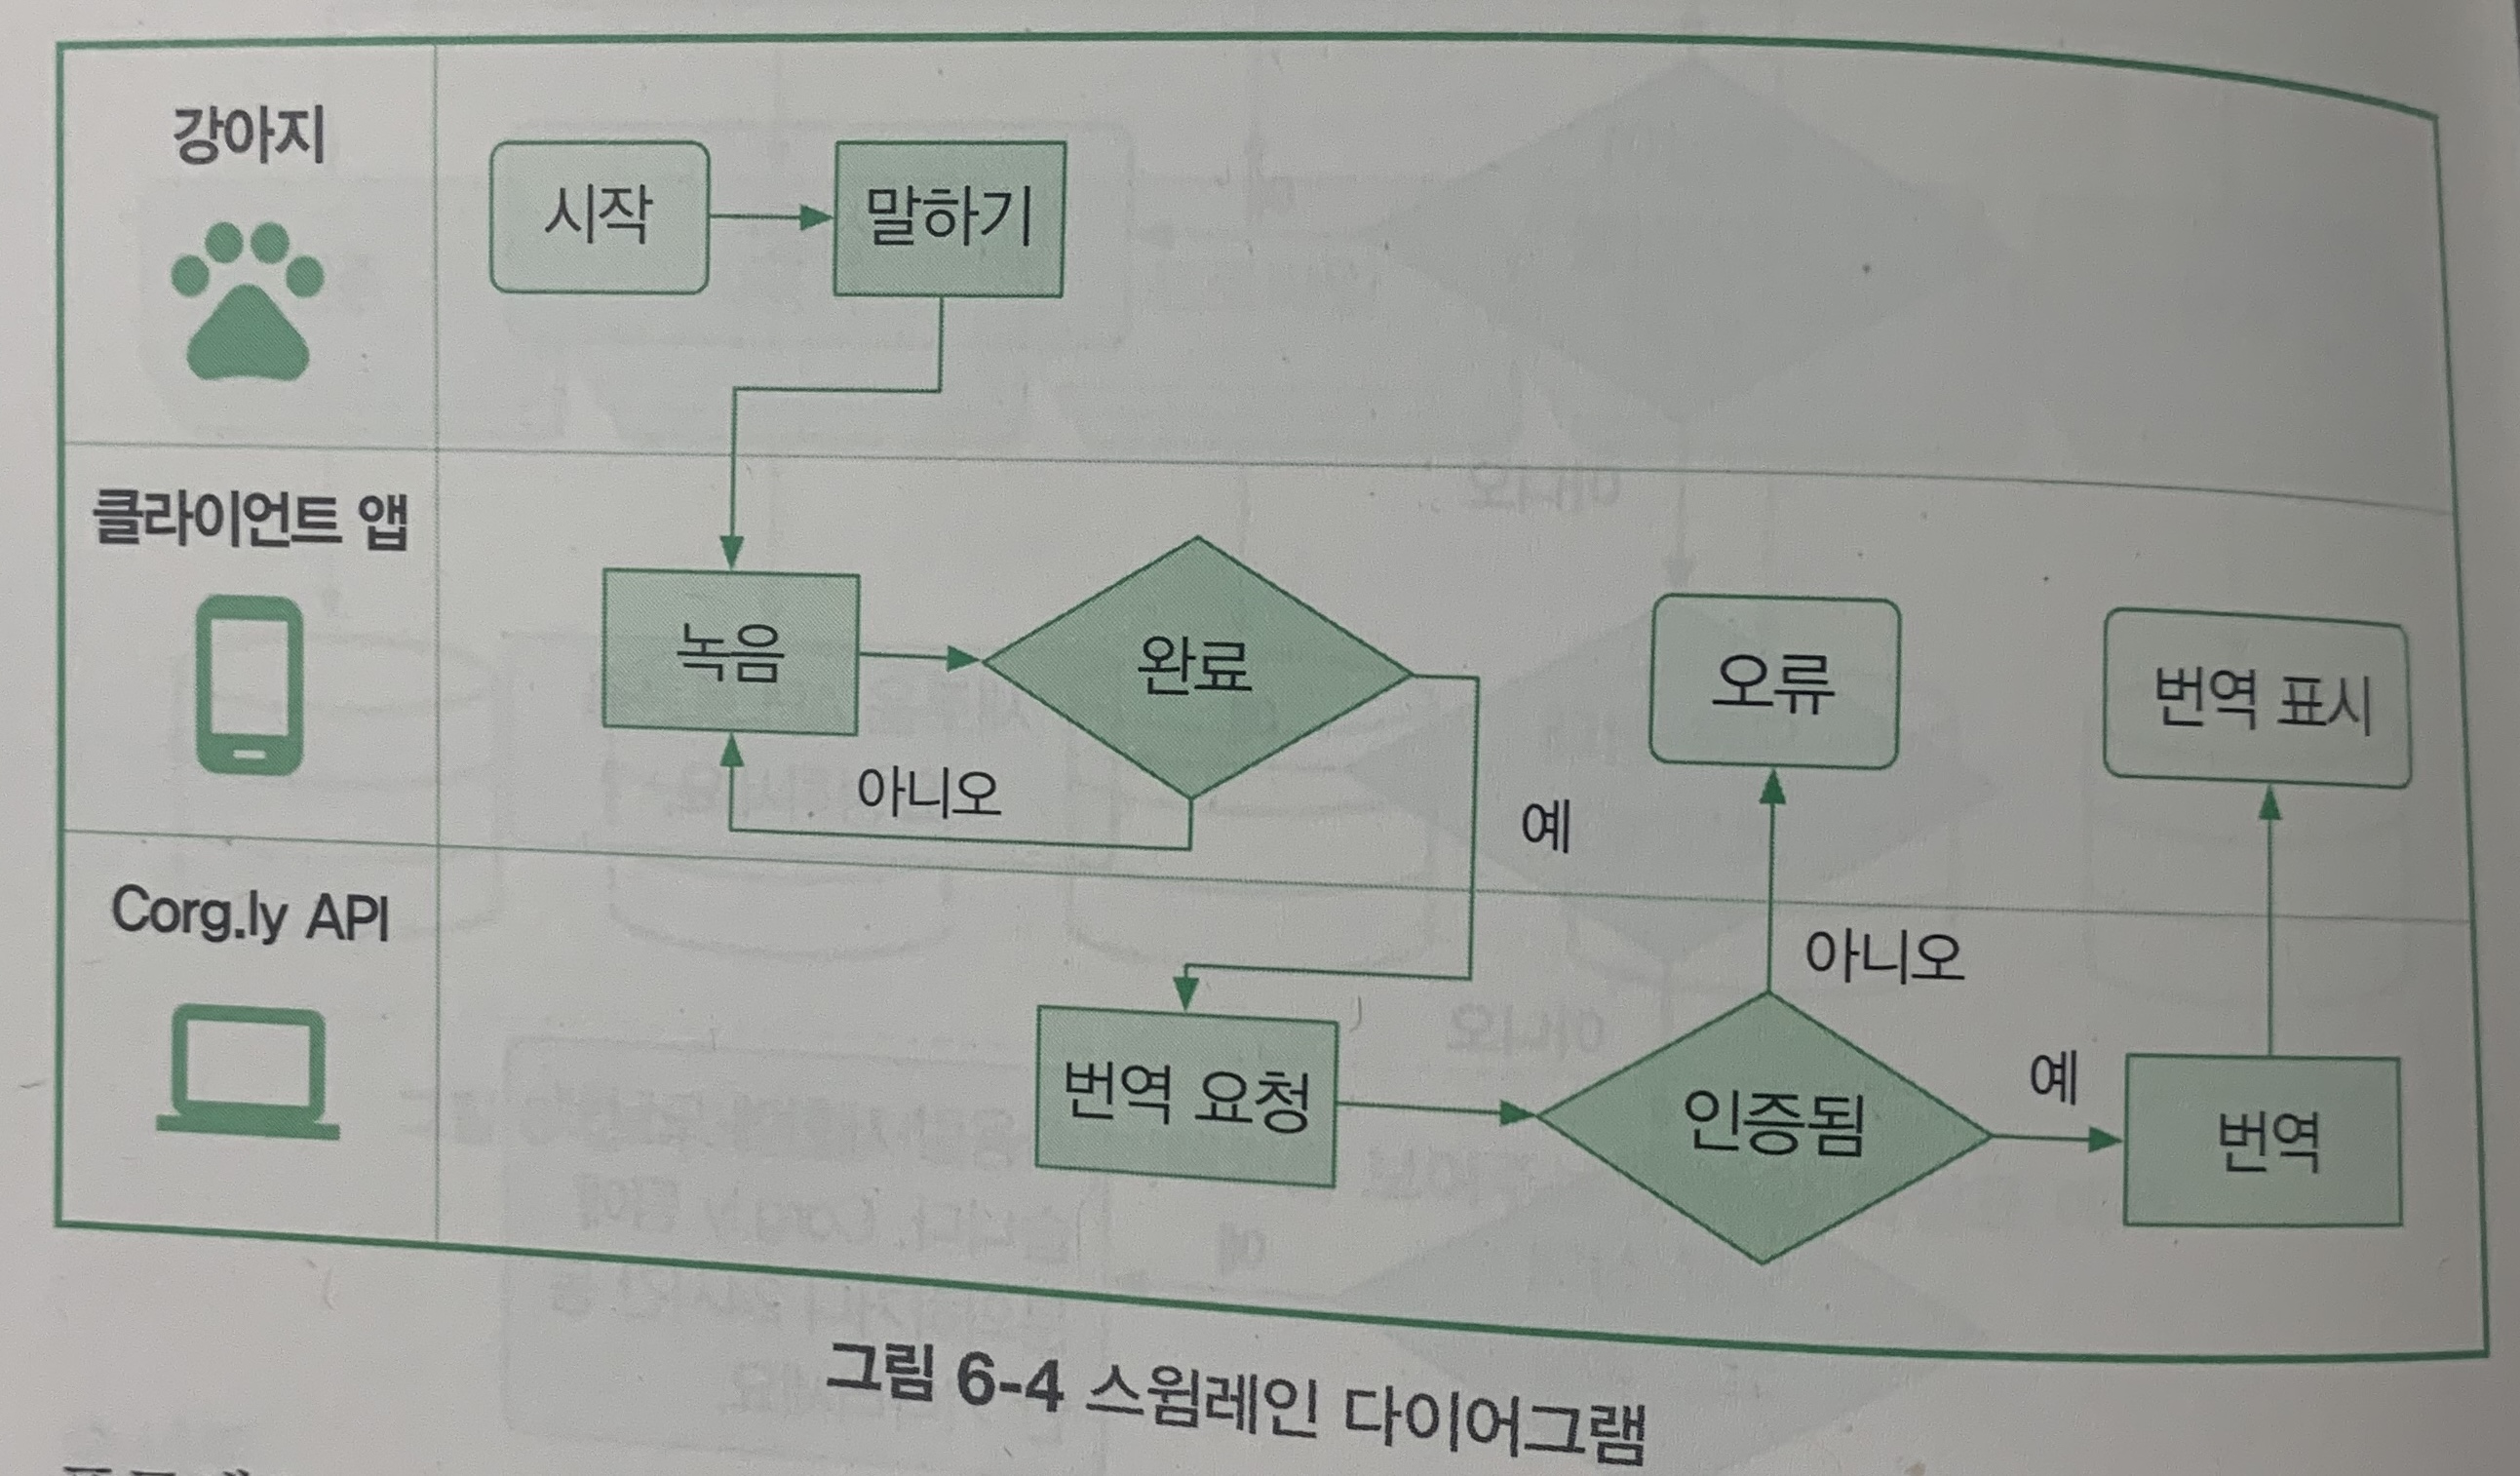 강아지
시작
말하기
클라이언트 앱
녹음
완료
오류
번역 표시
아니오
예
Corg.ly API
아니오
번역 요청
인증됨
예
번역
그림 6-4 스윔레인 다이어그램